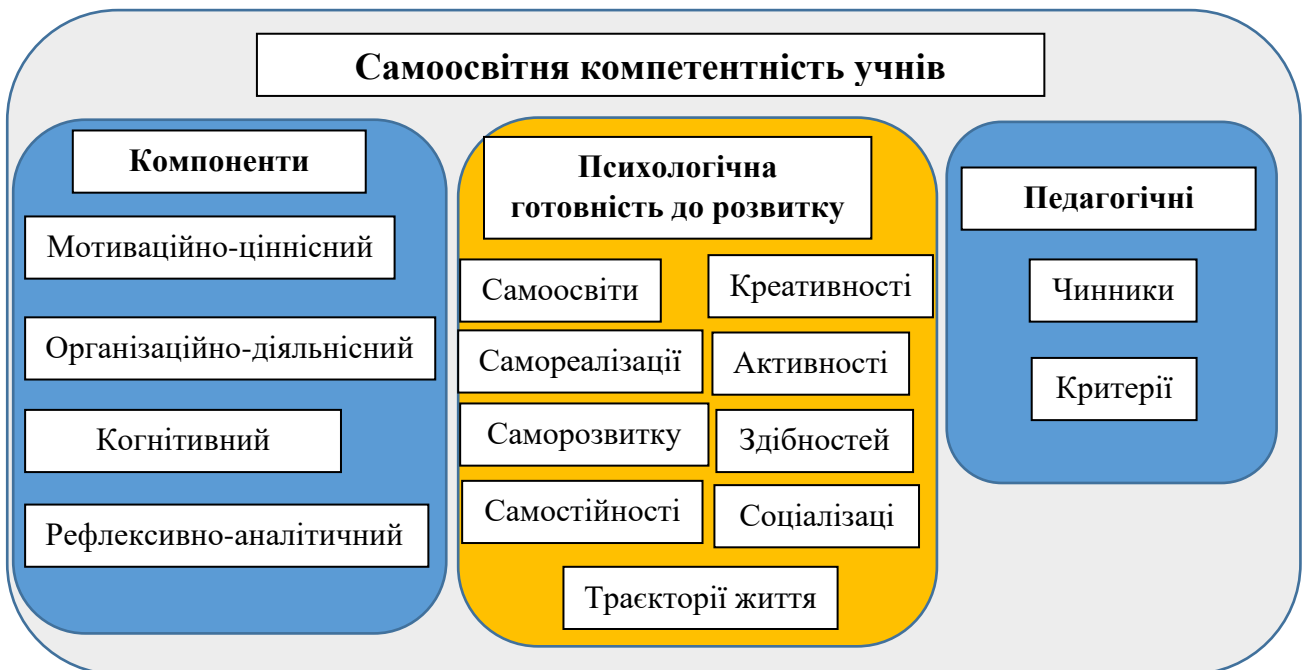 Самоосвітня компетентність учнів
Компоненти
Мотиваційно-ціннісний
Організаційно-діяльнісний
Когнітивний
Рефлексивно-аналітичний
Психологічна
готовність до розвитку
Самоосвіти
Креативності
Самореалізації
Активності
Саморозвитку
Здібностей
Самостійності
Соціалізаці
Траєкторії життя
Педагогічні
Чинники
Критерії